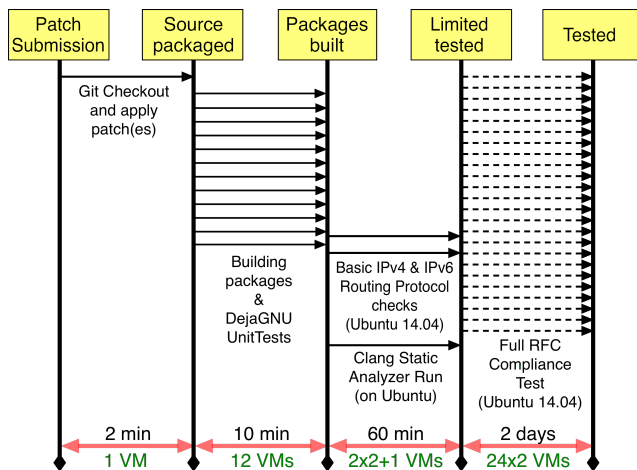 Patch
Submission
Source
packaged
Packages
built
Limited
tested
Tested
Git Checkout
and apply
patch(es)
Building
packages
&
DejaGNU
UnitTests
Basic IPv4 & IPv6
Routing Protocol
checks
(Ubuntu 14.04)
Clang Static
Analyzer Run
(on Ubuntu)
Full RFC
Compliance
Test
(Ubuntu 14.04)
2 min
10 min
60 min
2 days
1 VM
12 VMs
2x2+1 VMs
24x2 VMs